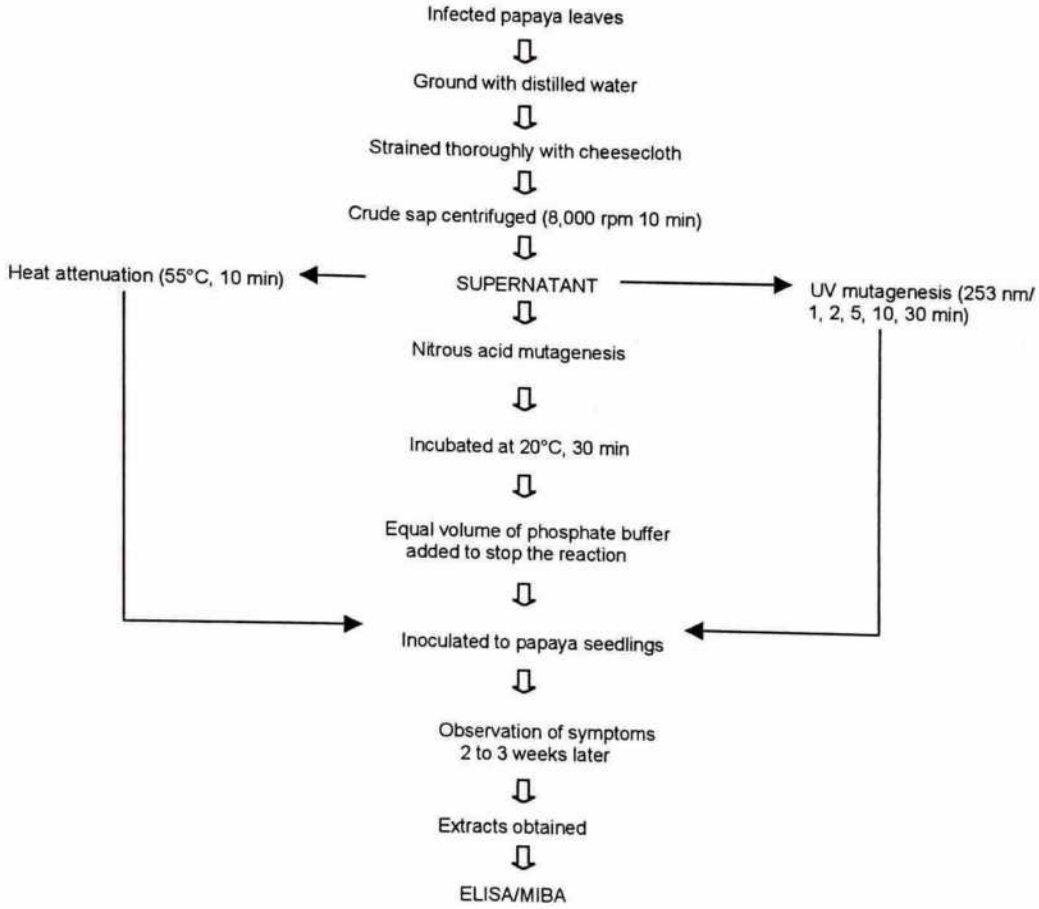 Infected papaya leaves
Ground with distilled water
Strained thoroughly with cheesecloth
Crude sap centrifuged (8,000 rpm 10 min)
Heat attenuation (55°C, 10 min)
SUPERNATANT
UV mutagenesis (253 nm/
1, 2, 5, 10, 30 min)
Nitrous acid mutagenesis
Incubated at 20°C, 30 min
Equal volume of phosphate buffer
added to stop the reaction
Inoculated to papaya seedlings
Observation of symptoms
2 to 3 weeks later
Extracts obtained
ELISA/MIBA